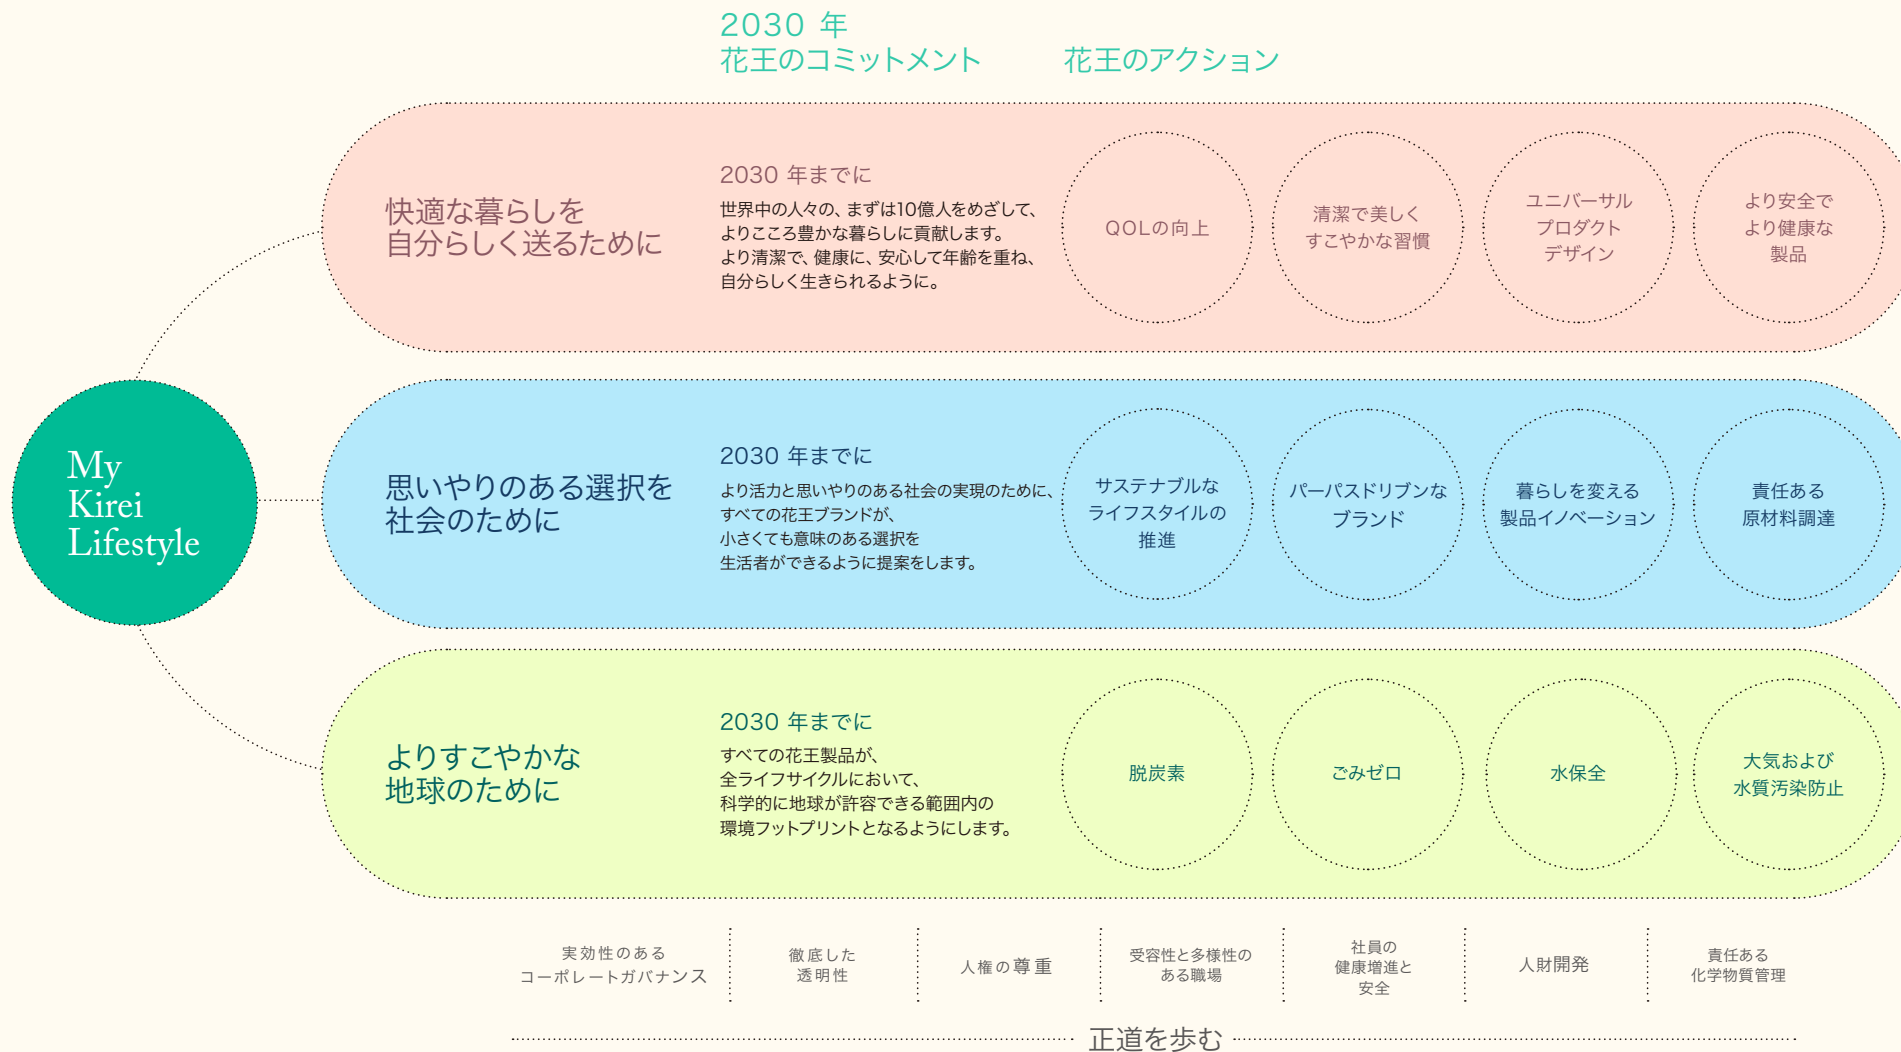 2030 年
花王のコミットメント
花王のアクション
My
Kirei
Lifestyle
快適な暮らしを
自分らしく送るために
2030 年までに
世界中の人々の、まずは10億人をめざして、
よりこころ豊かな暮らしに貢献します。
より清潔で、健康に、安心して年齢を重ね、
自分らしく生きられるように。
QOLの向上
清潔で美しく
すこやかな習慣
ユニバーサル
プロダクト
デザイン
より安全で
より健康な
製品
思いやりのある選択を
社会のために
2030 年までに
より活力と思いやりのある社会の実現のために、
すべての花王ブランドが、
小さくても意味のある選択を
生活者ができるように提案をします。
サステナブルな
ライフスタイルの
推進
パーパスドリブンな
ブランド
暮らしを変える
製品イノベーション
責任ある
原材料調達
よりすこやかな
地球のために
2030 年までに
すべての花王製品が、
全ライフサイクルにおいて、
科学的に地球が許容できる範囲内の
環境フットプリントとなるようにします。
脱炭素
ごみゼロ
水保全
大気および
水質汚染防止
実効性のある
コーポレートガバナンス
徹底した
透明性
人権の尊重
受容性と多様性の
ある職場
社員の
健康増進と
安全
人財開発
責任ある
化学物質管理
正道を歩む